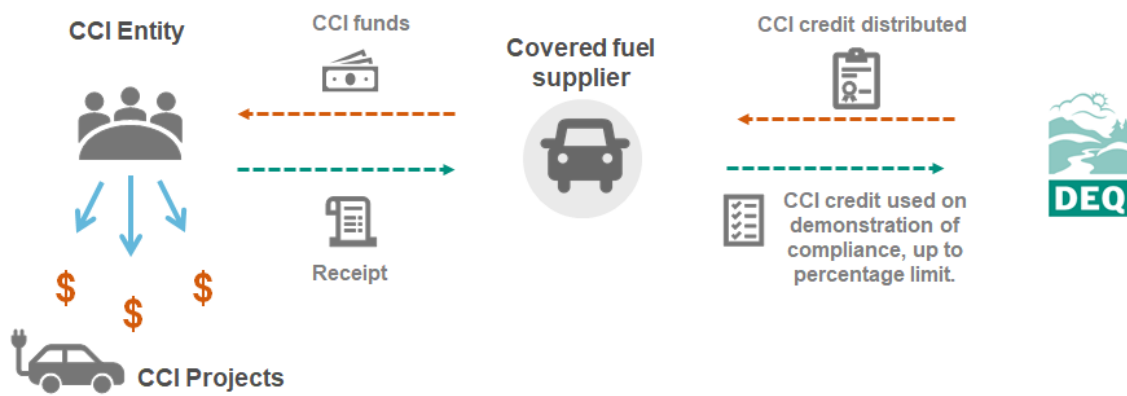 CCI Entity
CCI funds
Covered fuel
supplier
CCI credit distributed
Receipt
CCI credit used on
demonstration of
compliance, up to
percentage limit.
DEQ
$
$
$
CCI Projects